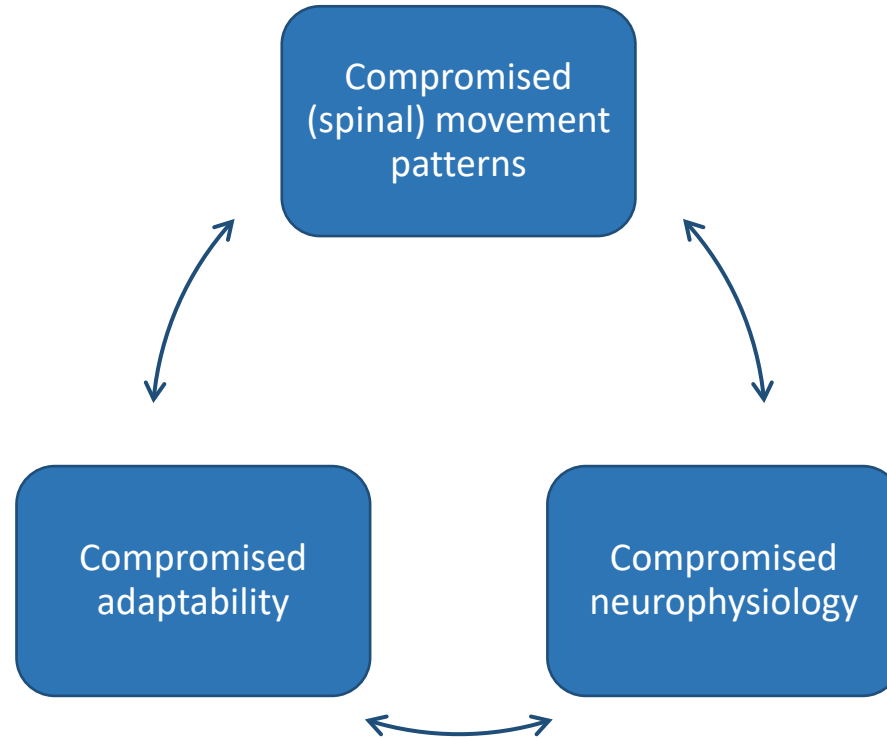 Compromised
(spinal) movement
patterns
Compromised
adaptability
Compromised
neurophysiology